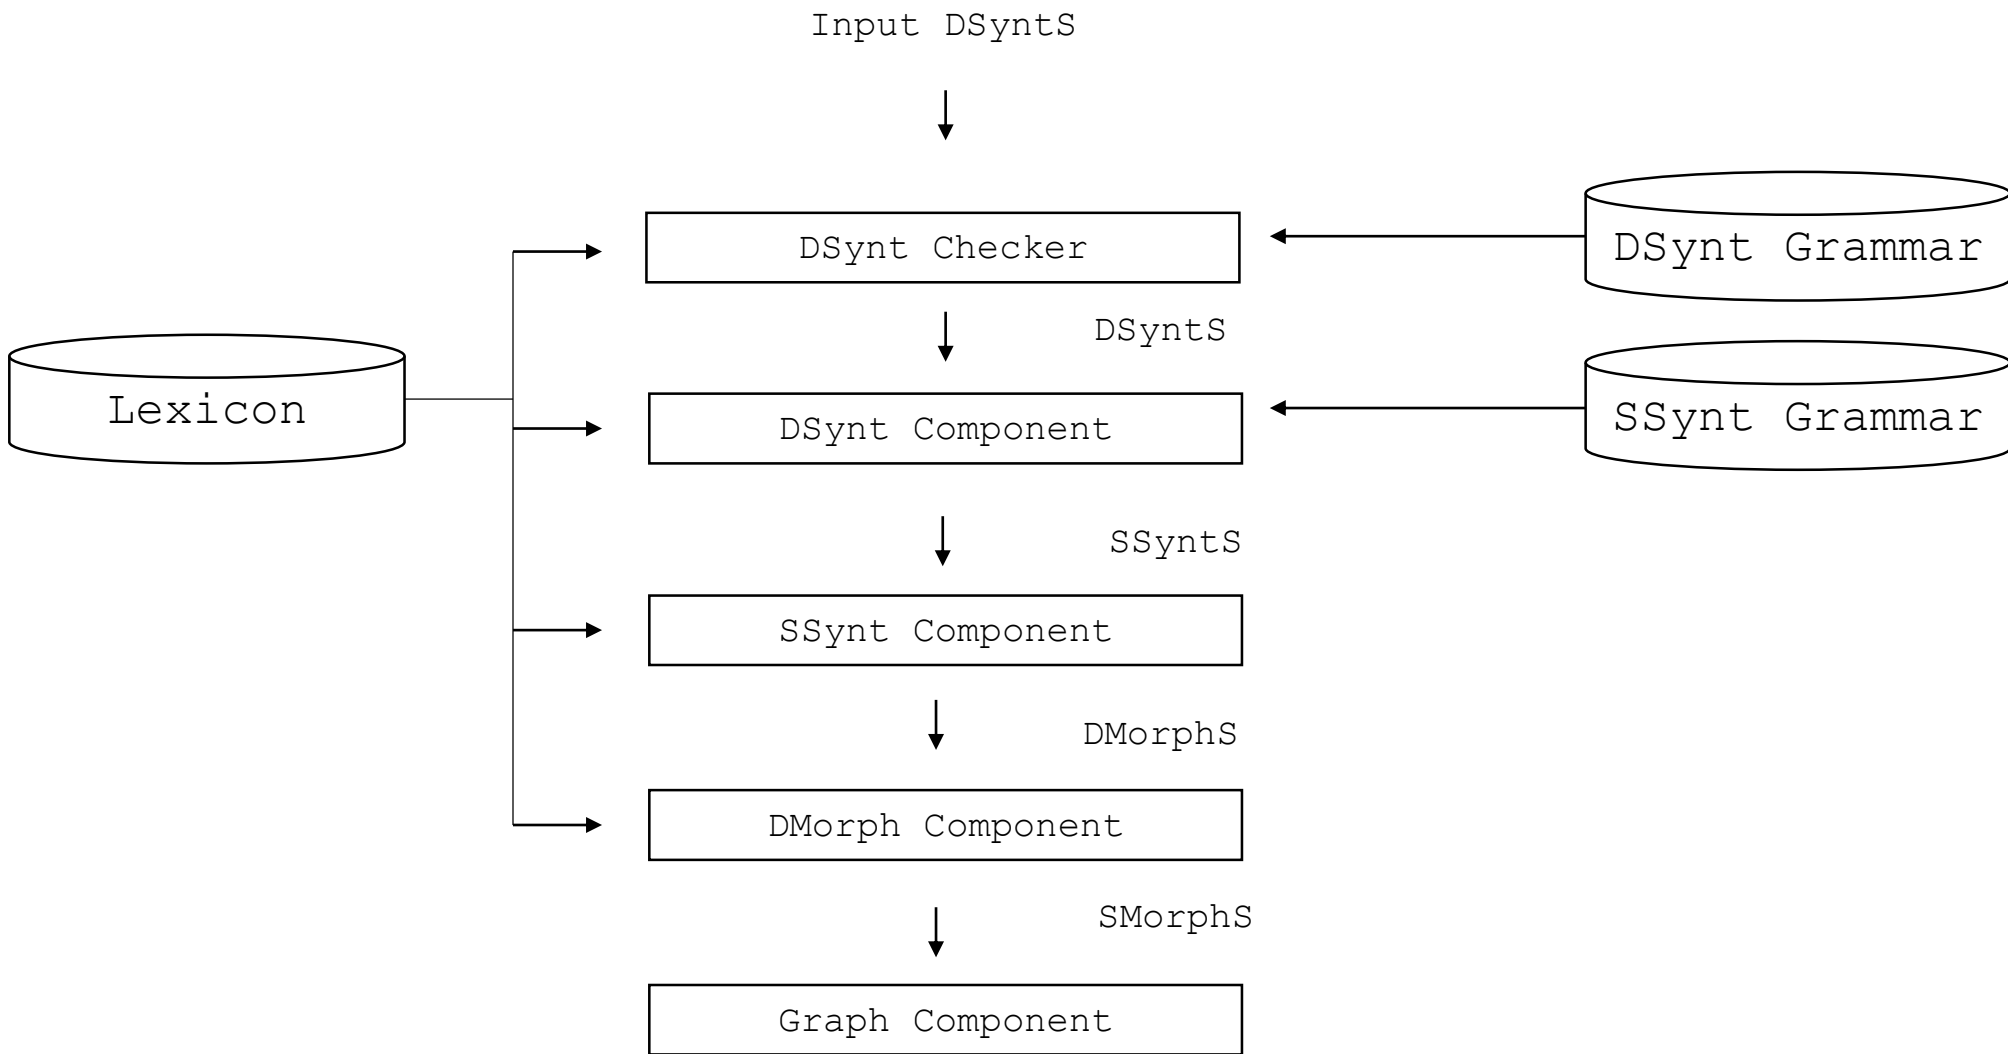 Input DSyntS
DSynt Checker
DSynt Grammar
DSyntS
Lexicon
DSynt Component
SSynt Grammar
SSyntS
SSynt Component
DMorphS
DMorph Component
SMorphS
Graph Component